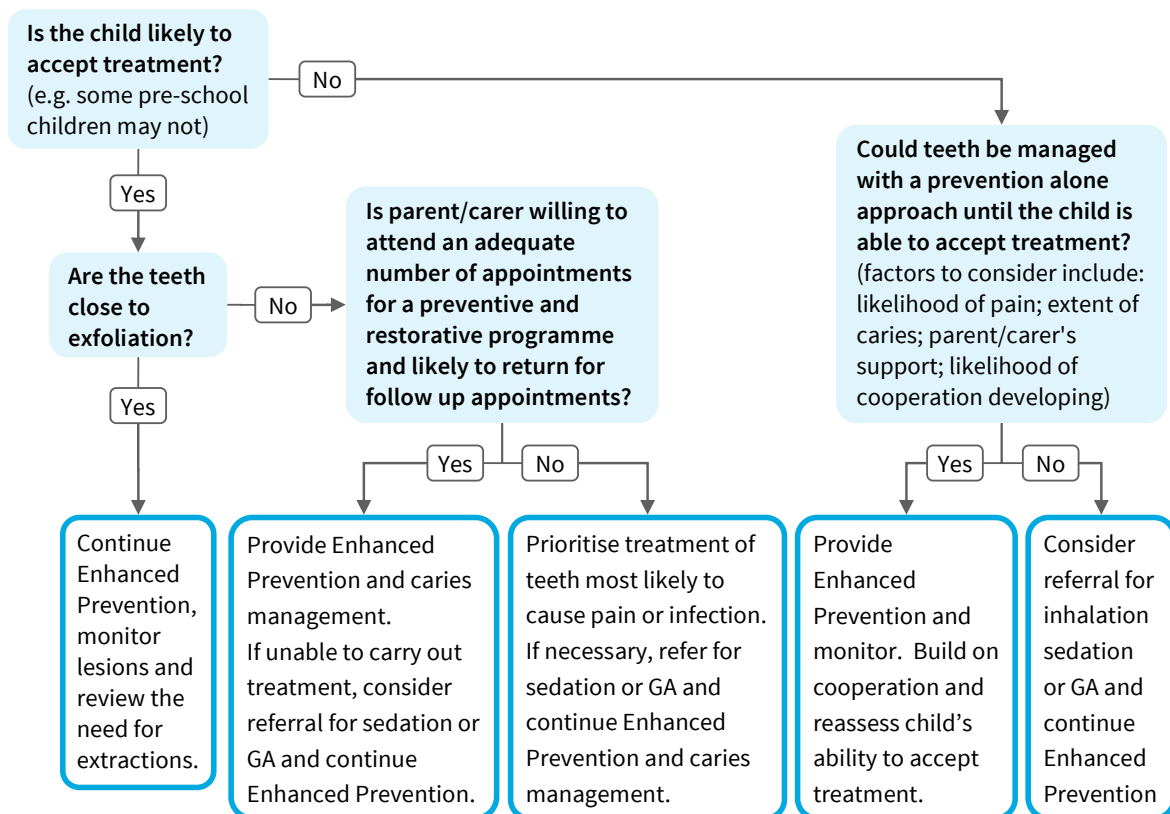 Is the child likely to
accept treatment?
(e.g. some pre-school
children may not)
No
Yes
Are the teeth
close to
exfoliation?
No
Yes
Is parent/carer willing to
attend an adequate
number of appointments
for a preventive and
restorative programme
and likely to return for
follow up appointments?
Yes
No
Could teeth be managed
with a prevention alone
approach until the child is
able to accept treatment?
(factors to consider include:
likelihood of pain; extent of
caries; parent/carer's
support; likelihood of
cooperation developing)
Yes
No
Continue
Enhanced
Prevention,
monitor
lesions and
review the
need for
extractions.
Provide Enhanced
Prevention and caries
management.
If unable to carry out
treatment, consider
referral for sedation or
GA and continue
Enhanced Prevention.
Prioritise treatment of
teeth most likely to
cause pain or infection.
If necessary, refer for
sedation or GA and
continue Enhanced
Prevention and caries
management.
Provide
Enhanced
Prevention and
monitor. Build on
cooperation and
reassess child’s
ability to accept
treatment.
Consider
referral for
inhalation
sedation
or GA and
continue
Enhanced
Prevention